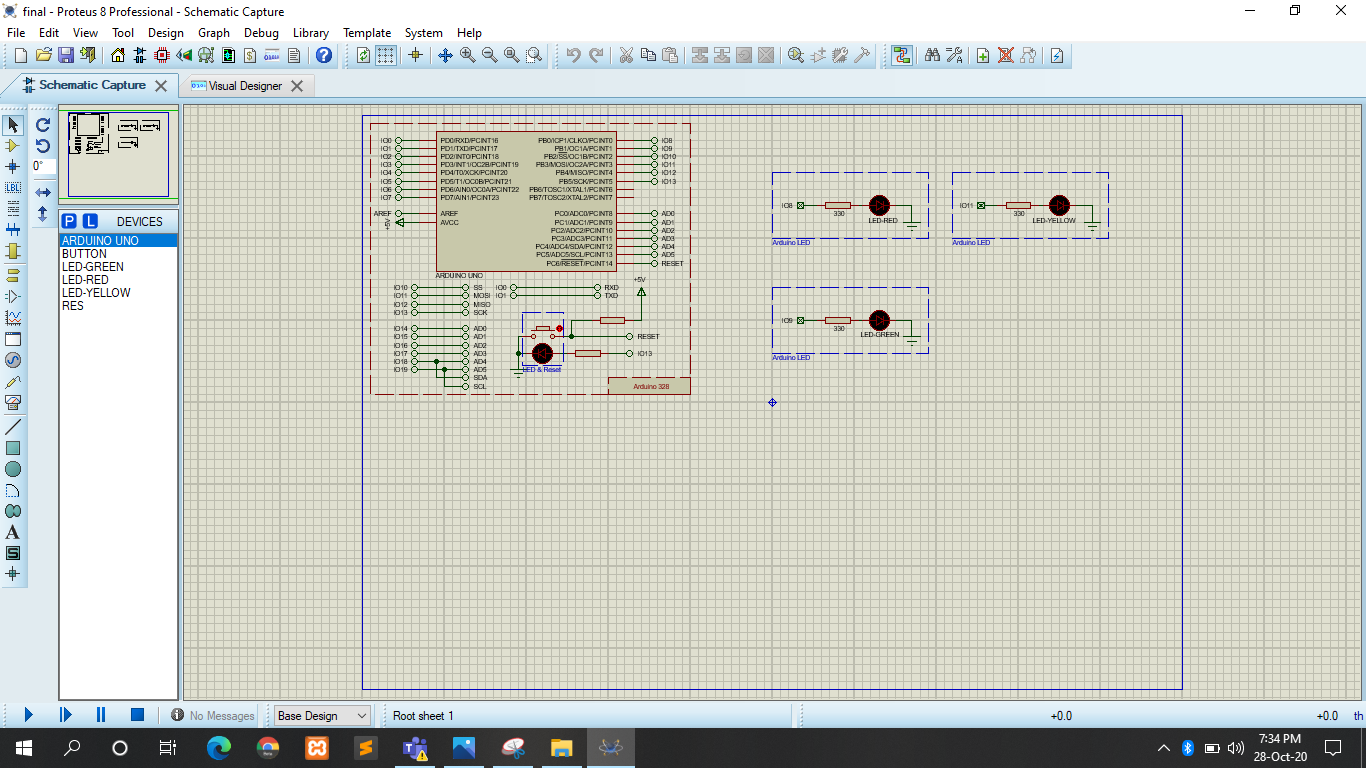 final - Proteus 8 Professional - Schematic Capture
File Edit View Tool Design Graph Debug Library Template System Help
Schematic Capture
Visual Designer
LBL
0°
P L DEVICES
ARDUINO UNO
BUTTON
LED-GREEN
LED-RED
LED-YELLOW
RES
A
S
IO0 PD0/RXD/PCINT16 PB0/ICP1/CLKO/PCINT0 IO8
IO1 PD1/TXD/PCINT17 PB1/OC1A/PCINT1 IO9
IO2 PD2/INT0/PCINT18 PB2/SS/OC1B/PCINT2 IO10
IO3 PD3/INT1/OC2B/PCINT19 PB3/MOSI/OC2A/PCINT3 IO11
IO4 PD4/T0/XCK/PCINT20 PB4/MISO/PCINT4 IO12
IO5 PD5/T1/OC0B/PCINT21 PB5/SCK/PCINT5 IO13
IO6 PD6/AIN0/OC0A/PCINT22 PB6/TOSC1/XTAL1/PCINT6
IO7 PD7/AIN1/PCINT23 PB7/TOSC2/XTAL2/PCINT7
AREF AREF PC0/ADC0/PCINT8 AD0
+5V AVCC PC1/ADC1/PCINT9 AD1
PC2/ADC2/PCINT10 AD2
PC3/ADC3/PCINT11 AD3
PC4/ADC4/SDA/PCINT12 AD4
PC5/ADC5/SCL/PCINT13 AD5
PC6/RESET/PCINT14 RESET
ARDUINO UNO
+5V
IO10 SS IO0 RXD
IO11 MOSI IO1 TXD
IO12 MISO
IO13 SCK
IO14 AD0
IO15 AD1 RESET
IO16 AD2
IO17 AD3 IO13
IO18 AD4
IO19 AD5 LED & Reset
SDA
SCL
Arduino 328
IO8 330 LED-RED
Arduino LED
IO11 330 LED-YELLOW
Arduino LED
IO9 330 LED-GREEN
Arduino LED
No Messages Base Design Root sheet 1 +0.0 +0.0 th
7:34 PM
28-Oct-20